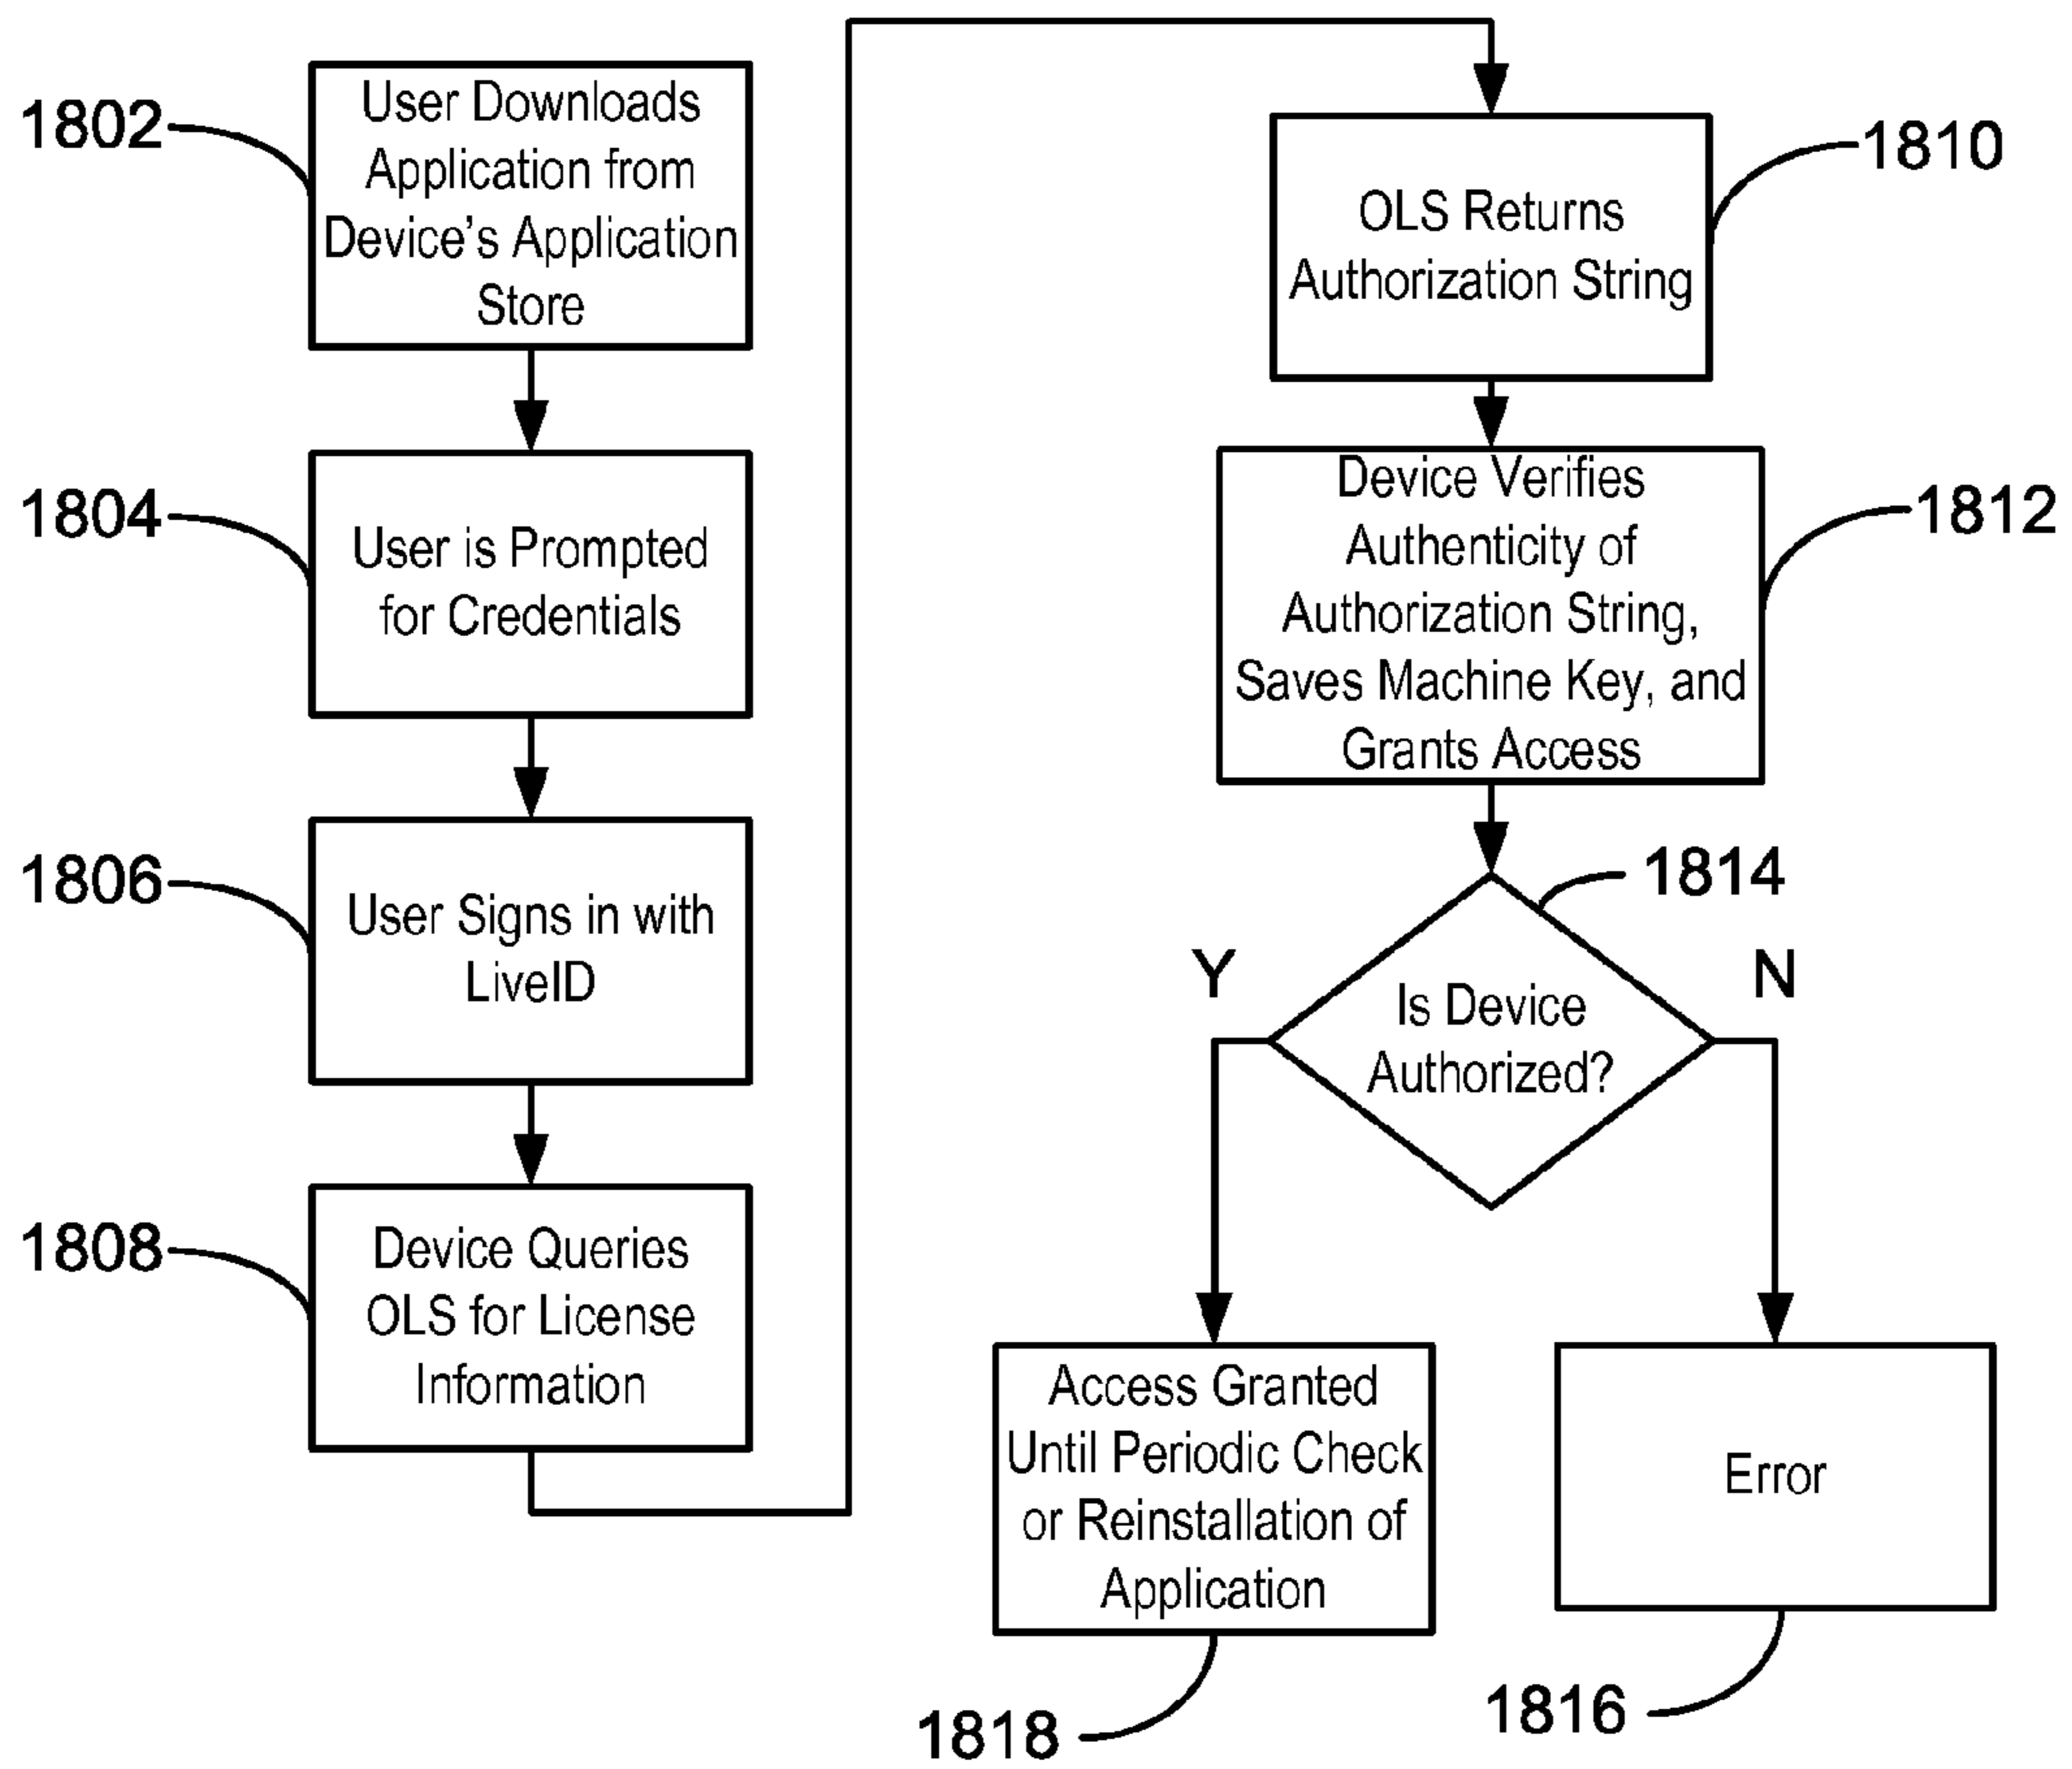 1802
User Downloads
Application from
Device's Application
Store
1804
User is Prompted
for Credentials
1806
User Signs in with
LiveID
1808
Device Queries
OLS for License
Information
1810
OLS Returns
Authorization String
1812
Device Verifies
Authenticity of
Authorization String,
Saves Machine Key, and
Grants Access
1814
Is Device
Authorized?
Y
N
Access Granted
Until Periodic Check
or Reinstallation of
Application
1818
Error
1816